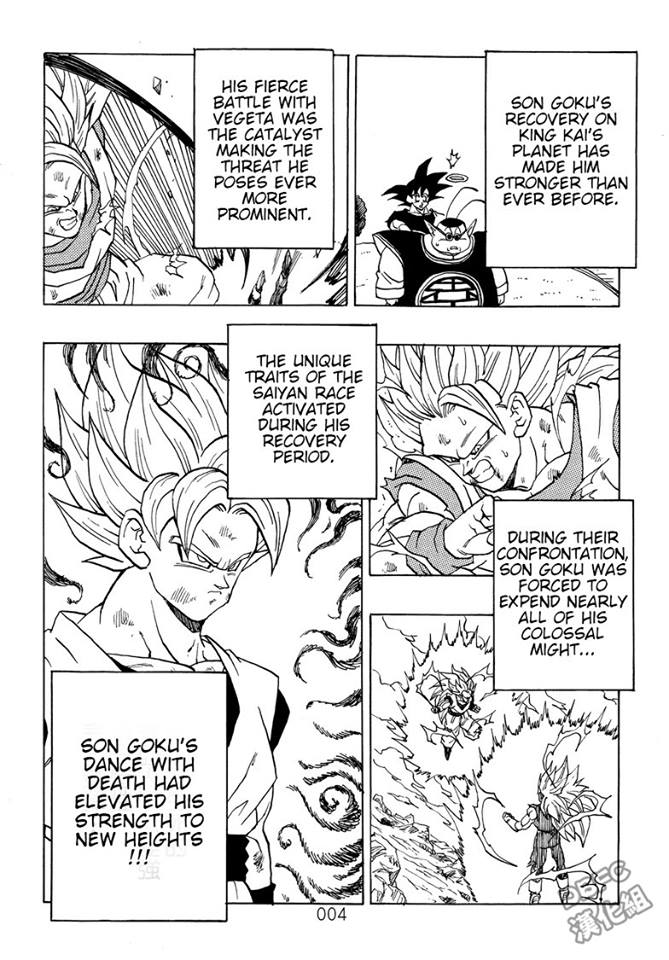 SON GOKU'S
RECOVERY ON
KING KAI'S
PLANET HAS
MADE HIM
STRONGER THAN
EVER BEFORE.
HIS FIERCE
BATTLE WITH
VEGETA WAS
THE CATALYST
MAKING THE
THREAT HE
POSES EVER
MORE
PROMINENT.
DURING THEIR
CONFRONTATION,
SON GOKU WAS
FORCED TO
EXPEND NEARLY
ALL OF HIS
COLOSSAL
MIGHT...
THE UNIQUE
TRAITS OF THE
SAIYAN RACE
ACTIVATED
DURING HIS
RECOVERY
PERIOD.
SON GOKU'S
DANCE WITH
DEATH HAD
ELEVATED HIS
STRENGTH TO
NEW HEIGHTS
!!!
強
004
漢化組